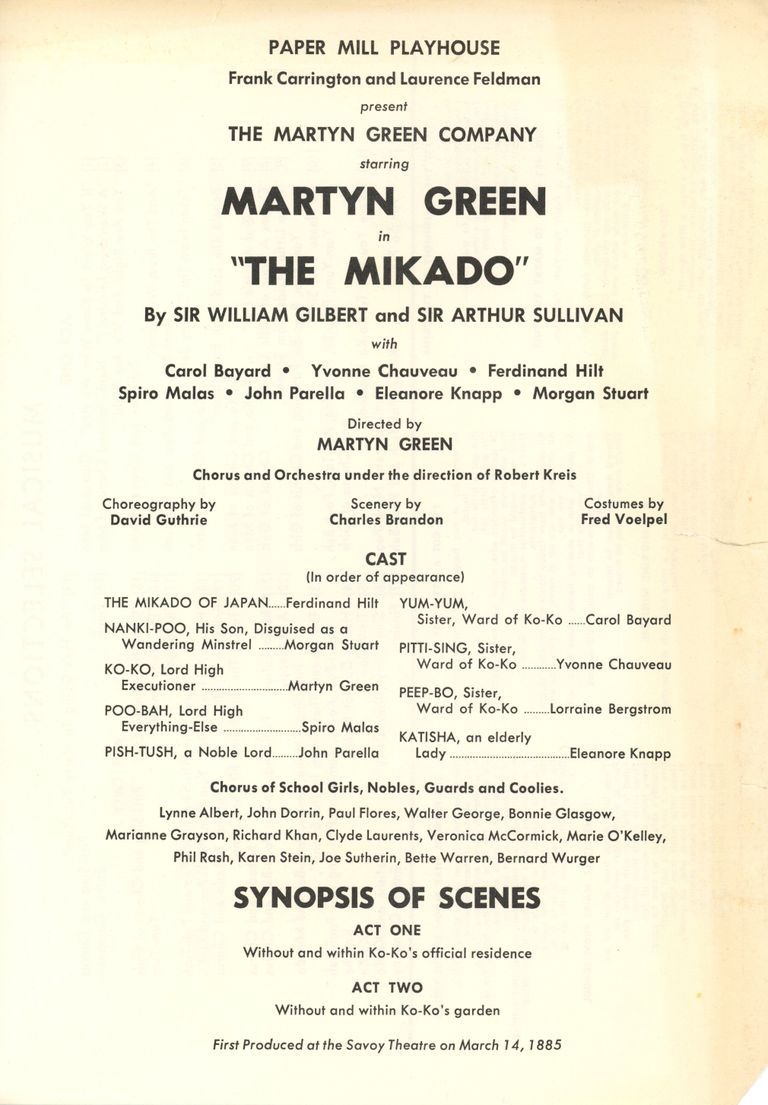 PAPER MILL PLAYHOUSE
Frank Carrington and Laurence Feldman
present
THE MARTYN GREEN COMPANY
starring
MARTYN GREEN
in
"THE MIKADO"
By SIR WILLIAM GILBERT and SIR ARTHUR SULLIVAN
with
Carol Bayard • Yvonne Chauveau • Ferdinand Hilt
Spiro Malas • John Parella • Eleanore Knapp • Morgan Stuart
Directed by
MARTYN GREEN
Chorus and Orchestra under the direction of Robert Kreis
Choreography by
David Guthrie
Scenery by
Charles Brandon
Costumes by
Fred Voelpel
CAST
(In order of appearance)
THE MIKADO OF JAPAN......Ferdinand Hilt
NANKI-POO, His Son, Disguised as a
Wandering Minstrel .........Morgan Stuart
KO-KO, Lord High
Executioner ..............................Martyn Green
POO-BAH, Lord High
Everything-Else ...........................Spiro Malas
PISH-TUSH, a Noble Lord.........John Parella
YUM-YUM,
Sister, Ward of Ko-Ko ......Carol Bayard
PITTI-SING, Sister,
Ward of Ko-Ko ............Yvonne Chauveau
PEEP-BO, Sister,
Ward of Ko-Ko .........Lorraine Bergstrom
KATISHA, an elderly
Lady ..........................................Eleanore Knapp
Chorus of School Girls, Nobles, Guards and Coolies.
Lynne Albert, John Dorrin, Paul Flores, Walter George, Bonnie Glasgow,
Marianne Grayson, Richard Khan, Clyde Laurents, Veronica McCormick, Marie O'Kelley,
Phil Rash, Karen Stein, Joe Sutherin, Bette Warren, Bernard Wurger
SYNOPSIS OF SCENES
ACT ONE
Without and within Ko-Ko's official residence
ACT TWO
Without and within Ko-Ko's garden
First Produced at the Savoy Theatre on March 14, 1885